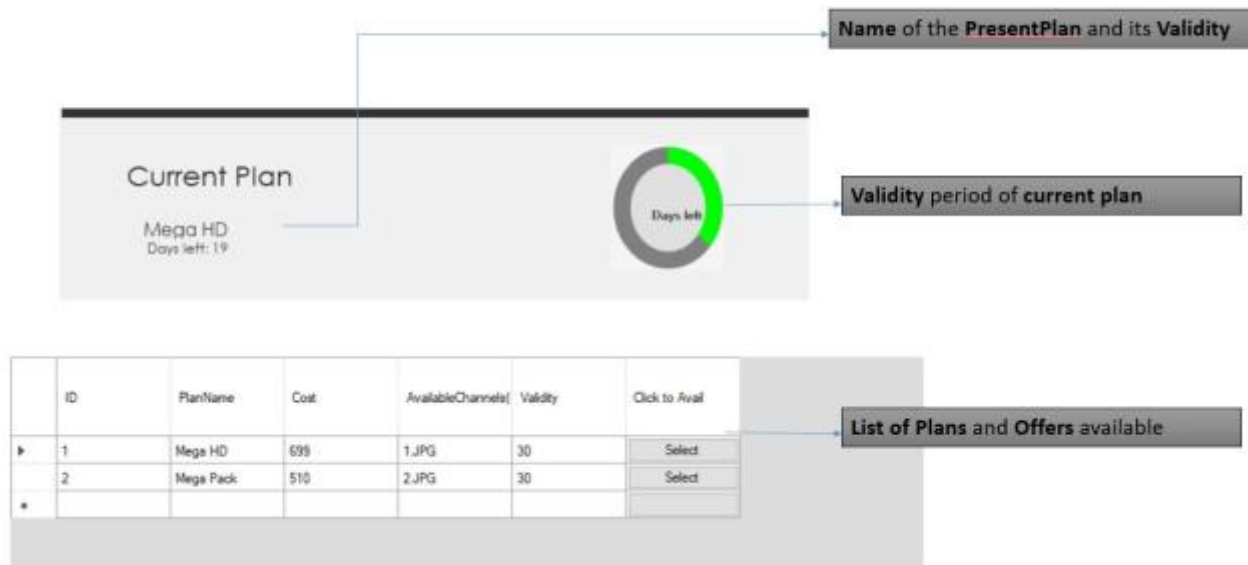 Name of the PresentPlan and its Validity
Current Plan
Mega HD
Days left: 19
Days left
Validity period of current plan
ID PlanName Cost AvailableChannels( Validity Click to Avail
1 Mega HD 699 1.JPG 30 Select
2 Mega Pack 510 2.JPG 30 Select
List of Plans and Offers available